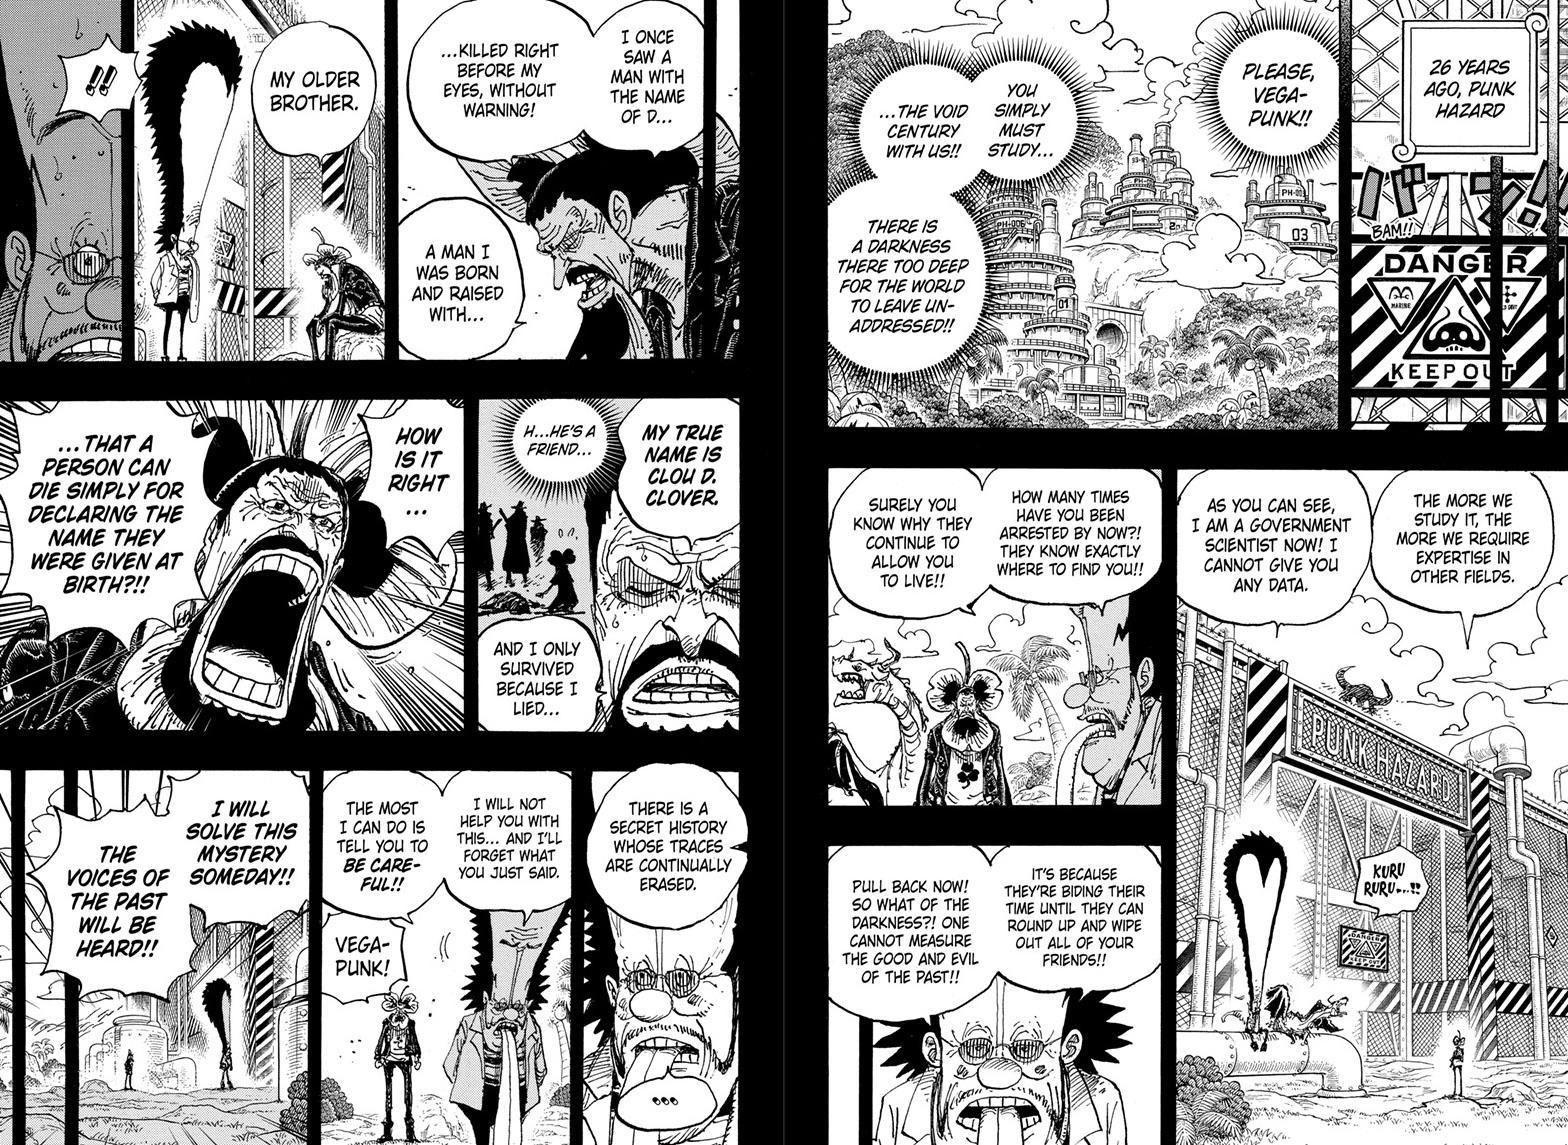 26 YEARS
AGO, PUNK
HAZARD
バン!!
BAM!!
DANGER
MARINE
KEEP OUT
PLEASE,
VEGA-
PUNK!!
YOU
SIMPLY
MUST
STUDY...
...THE VOID
CENTURY
WITH US!!
THERE IS
A DARKNESS
THERE TOO DEEP
FOR THE WORLD
TO LEAVE UN-
ADDRESSED!!
PH-00
03
01
THE MORE WE
STUDY IT, THE
MORE WE REQUIRE
EXPERTISE IN
OTHER FIELDS.
AS YOU CAN SEE,
I AM A GOVERNMENT
SCIENTIST NOW! I
CANNOT GIVE YOU
ANY DATA.
PUNK HAZARD
KURU
RURU...!!
DANGER
HOW MANY TIMES
HAVE YOU BEEN
ARRESTED BY NOW?!
THEY KNOW EXACTLY
WHERE TO FIND YOU!!
SURELY YOU
KNOW WHY THEY
CONTINUE TO
ALLOW YOU
TO LIVE!!
IT'S BECAUSE
THEY'RE BIDING THEIR
TIME UNTIL THEY CAN
ROUND UP AND WIPE
OUT ALL OF YOUR
FRIENDS!!
PULL BACK NOW!
SO WHAT OF THE
DARKNESS?! ONE
CANNOT MEASURE
THE GOOD AND EVIL
OF THE PAST!!
I ONCE
SAW A
MAN WITH
THE NAME
OF D...
...KILLED RIGHT
BEFORE MY
EYES, WITHOUT
WARNING!
A MAN I
WAS BORN
AND RAISED
WITH...
MY OLDER
BROTHER.
!!
MY TRUE
NAME IS
CLOU D.
CLOVER.
H...HE'S A
FRIEND...
AND I ONLY
SURVIVED
BECAUSE I
LIED...
HOW
IS IT
RIGHT
...
...THAT A
PERSON CAN
DIE SIMPLY FOR
DECLARING THE
NAME THEY
WERE GIVEN AT
BIRTH?!!
THERE IS A
SECRET HISTORY
WHOSE TRACES
ARE CONTINUALLY
ERASED.
...
I WILL NOT
HELP YOU WITH
THIS... AND I'LL
FORGET WHAT
YOU JUST SAID.
THE MOST
I CAN DO IS
TELL YOU TO
BE CARE-
FUL!!
VEGA-
PUNK!
I WILL
SOLVE THIS
MYSTERY
SOMEDAY!!
THE
VOICES OF
THE PAST
WILL BE
HEARD!!